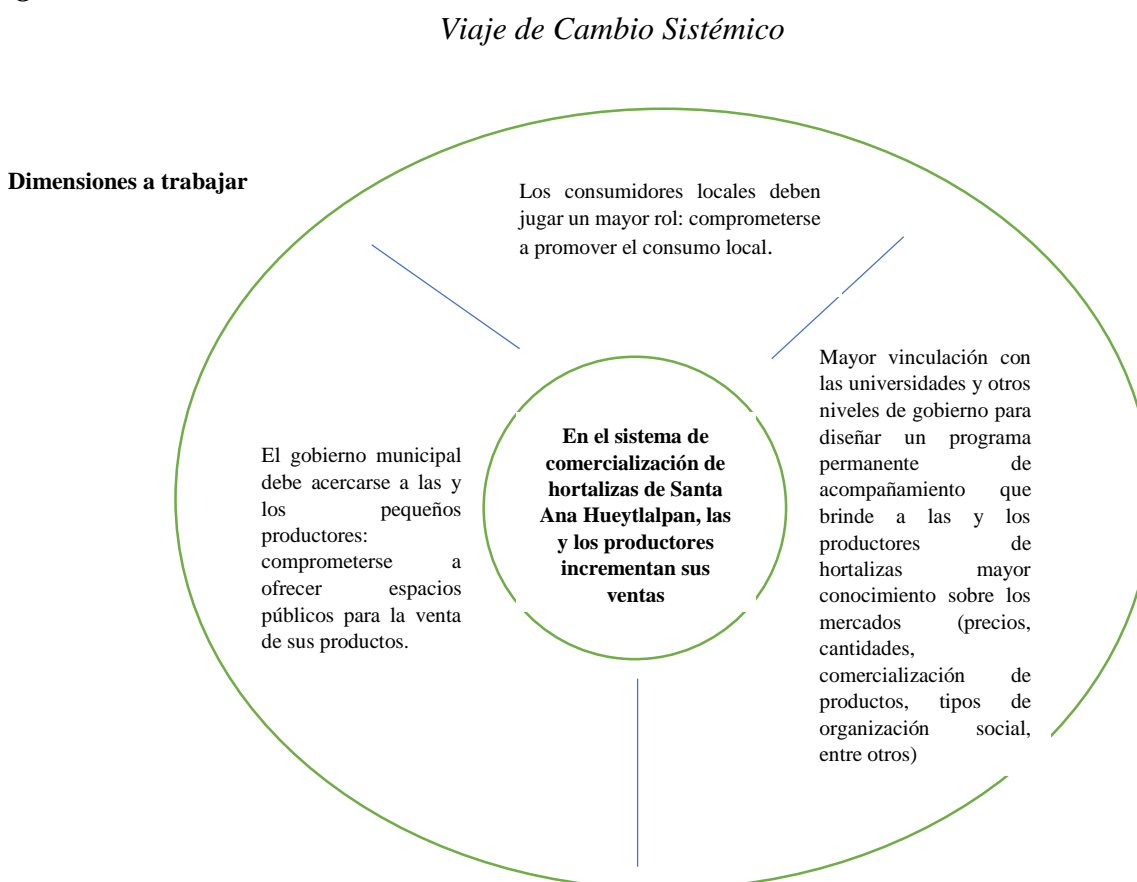 Viaje de Cambio Sistémico
Dimensiones a trabajar
Los consumidores locales deben
jugar un mayor rol: comprometerse
a promover el consumo local.
El gobierno municipal
debe acercarse a las y
los pequeños
productores:
comprometerse a
ofrecer espacios
públicos para la venta
de sus productos.
En el sistema de
comercialización de
hortalizas de Santa
Ana Hueytlalpan, las
y los productores
incrementan sus
ventas
Mayor vinculación con
las universidades y otros
niveles de gobierno para
diseñar un programa
permanente de
acompañamiento que
brinde a las y los
productores de
hortalizas mayor
conocimiento sobre los
mercados (precios,
cantidades,
comercialización de
productos, tipos de
organización social,
entre otros)